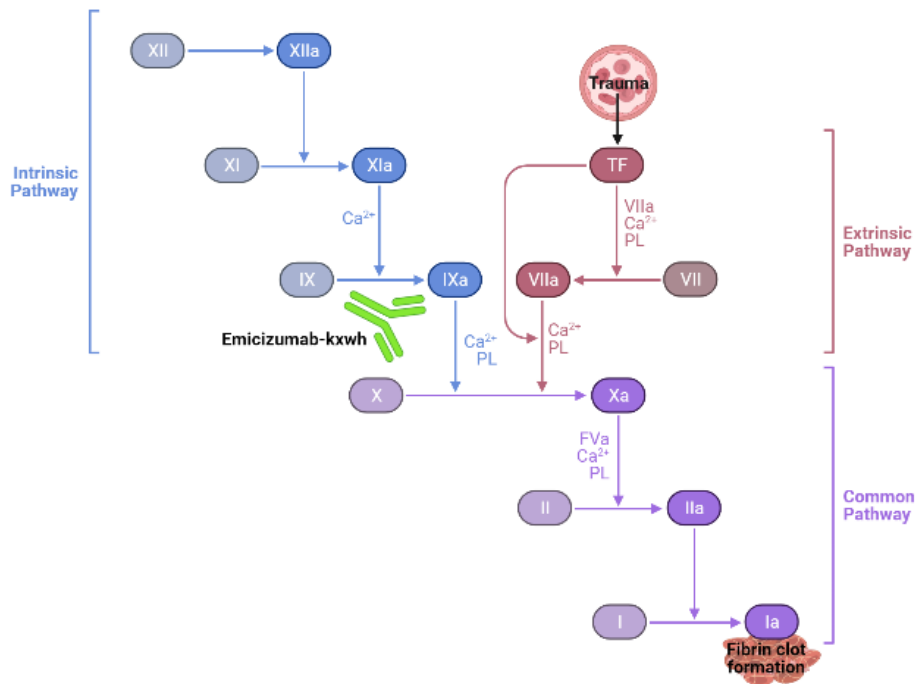 XII
XIIa
Trauma
Intrinsic
Pathway
XI
XIa
TF
Ca²⁺
VIIa
Ca²⁺
PL
Extrinsic
Pathway
IX
IXa
VIIa
VII
Emicizumab-kxwh
Ca²⁺
PL
Ca²⁺
PL
X
Xa
FVa
Ca²⁺
PL
II
IIa
Common
Pathway
I
Ia
Fibrin clot
formation